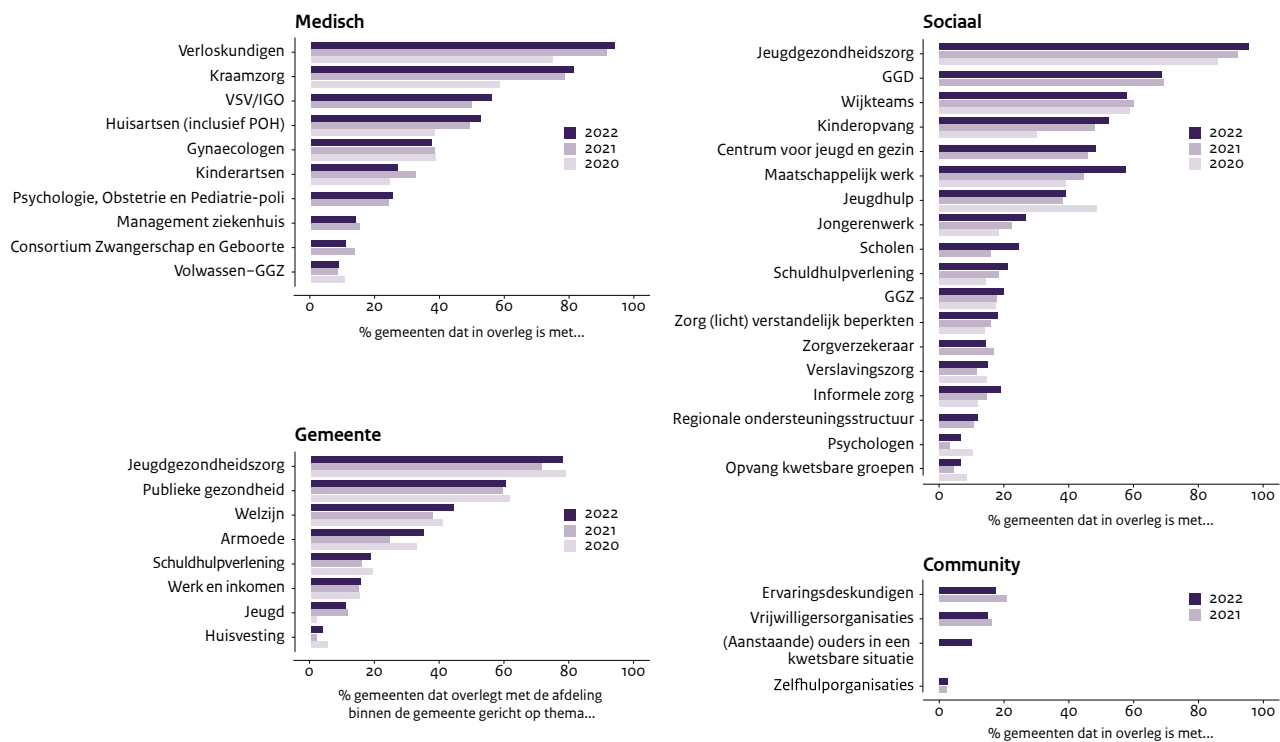 Medisch
Verloskundigen
Kraamzorg
VSV/IGO
Huisartsen (inclusief POH)
Gynaecologen
Kinderartsen
Psychologie, Obstetrie en Pediatrie-poli
Management ziekenhuis
Consortium Zwangerschap en Geboorte
Volwassen-GGZ
2022
2021
2020
0 20 40 60 80 100
% gemeenten dat in overleg is met...
Gemeente
Jeugdgezondheidszorg
Publieke gezondheid
Welzijn
Armoede
Schuldhulpverlening
Werk en inkomen
Jeugd
Huisvesting
2022
2021
2020
0 20 40 60 80 100
% gemeenten dat overlegt met de afdeling
binnen de gemeente gericht op thema...
Sociaal
Jeugdgezondheidszorg
GGD
Wijkteams
Kinderopvang
Centrum voor jeugd en gezin
Maatschappelijk werk
Jeugdhulp
Jongerenwerk
Scholen
Schuldhulpverlening
GGZ
Zorg (licht) verstandelijk beperkten
Zorgverzekeraar
Verslavingszorg
Informele zorg
Regionale ondersteuningsstructuur
Psychologen
Opvang kwetsbare groepen
2022
2021
2020
0 20 40 60 80 100
% gemeenten dat in overleg is met...
Community
Ervaringsdeskundigen
Vrijwilligersorganisaties
(Aanstaande) ouders in een
kwetsbare situatie
Zelfhulporganisaties
2022
2021
0 20 40 60 80 100
% gemeenten dat in overleg is met...